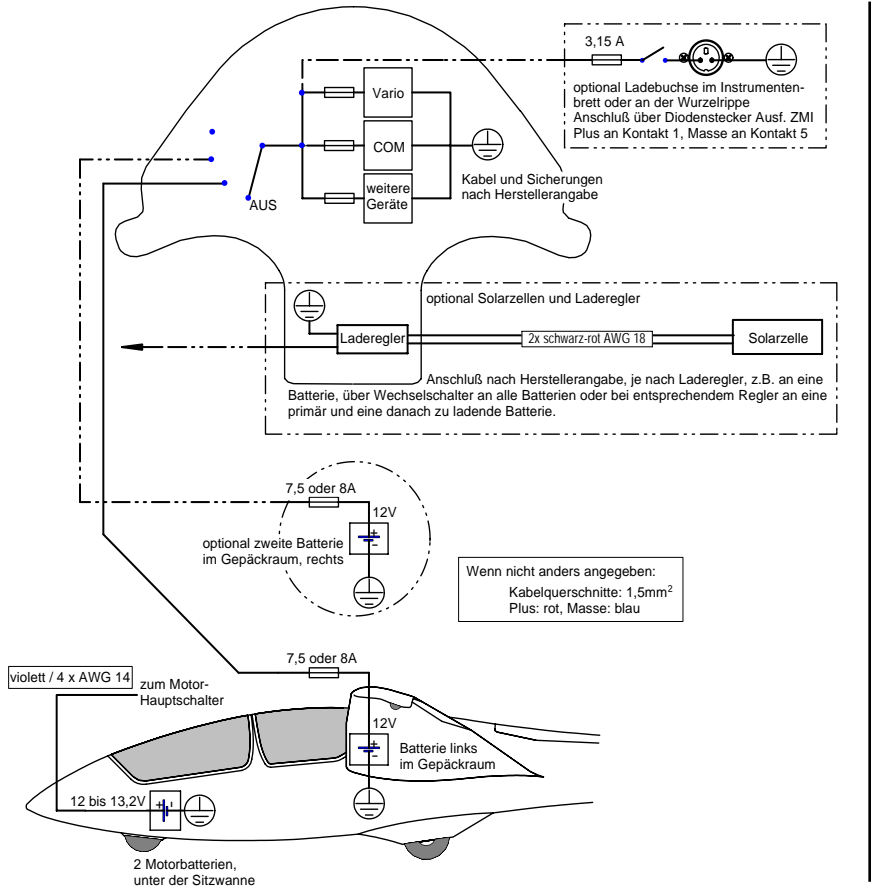 3,15 A
optional Ladebuchse im Instrumenten-
brett oder an der Wurzelrippe
Anschluß über Diodenstecker Ausf. ZMI
Plus an Kontakt 1, Masse an Kontakt 5
Vario
COM
weitere
Geräte
AUS
Kabel und Sicherungen
nach Herstellerangabe
optional Solarzellen und Laderegler
Laderegler
2x schwarz-rot AWG 18
Solarzelle
Anschluß nach Herstellerangabe, je nach Laderegler, z.B. an eine
Batterie, über Wechselschalter an alle Batterien oder bei entsprechendem Regler an eine
primär und eine danach zu ladende Batterie.
7,5 oder 8A
12V
optional zweite Batterie
im Gepäckraum, rechts
Wenn nicht anders angegeben:
Kabelquerschnitte: 1,5mm²
Plus: rot, Masse: blau
7,5 oder 8A
violett / 4 x AWG 14
zum Motor-
Hauptschalter
12V
Batterie links
im Gepäckraum
12 bis 13,2V
2 Motorbatterien,
unter der Sitzwanne